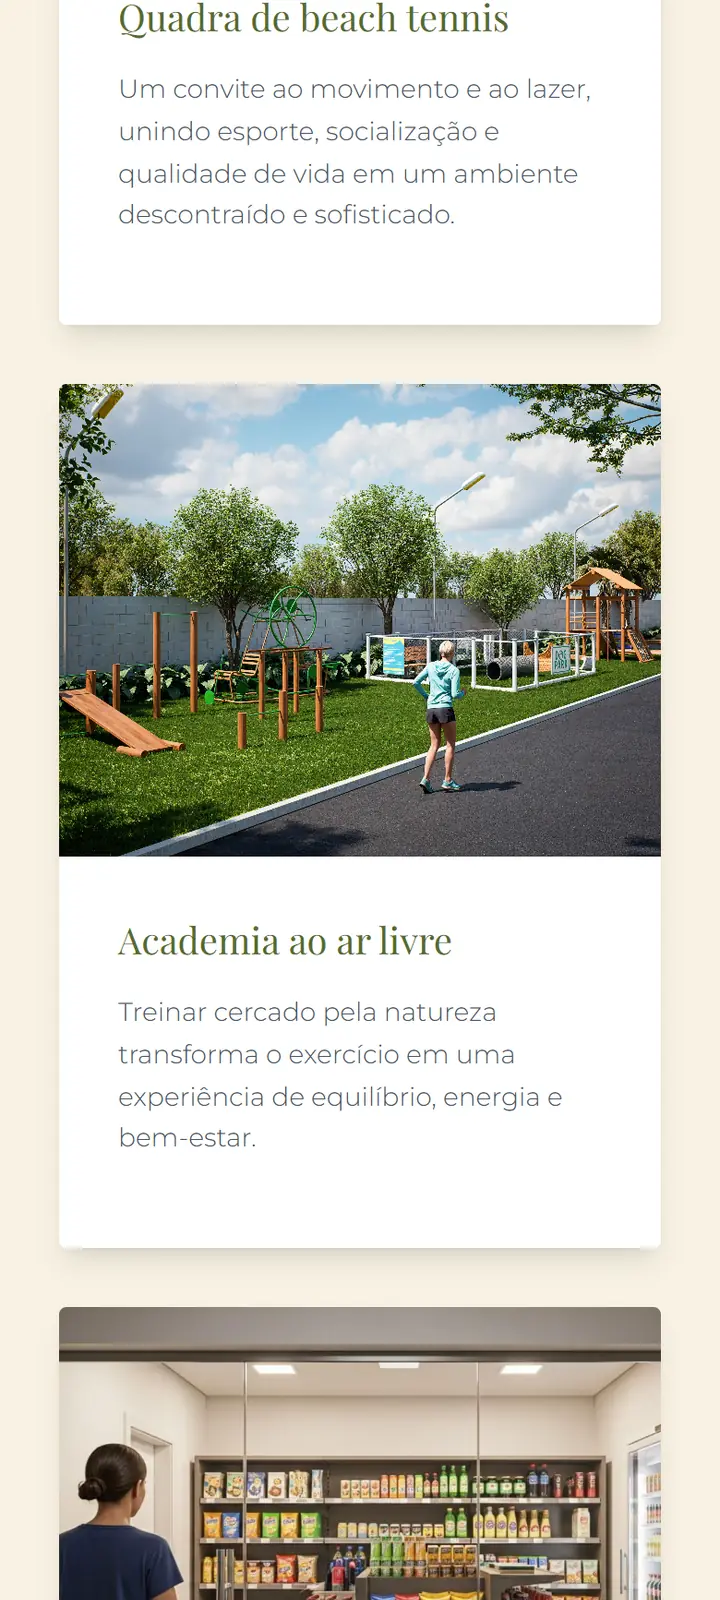 Quadra de beach tennis
Um convite ao movimento e ao lazer,
unindo esporte, socialização e
qualidade de vida em um ambiente
descontraído e sofisticado.
Academia ao ar livre
Treinar cercado pela natureza
transforma o exercício em uma
experiência de equilíbrio, energia e
bem-estar.